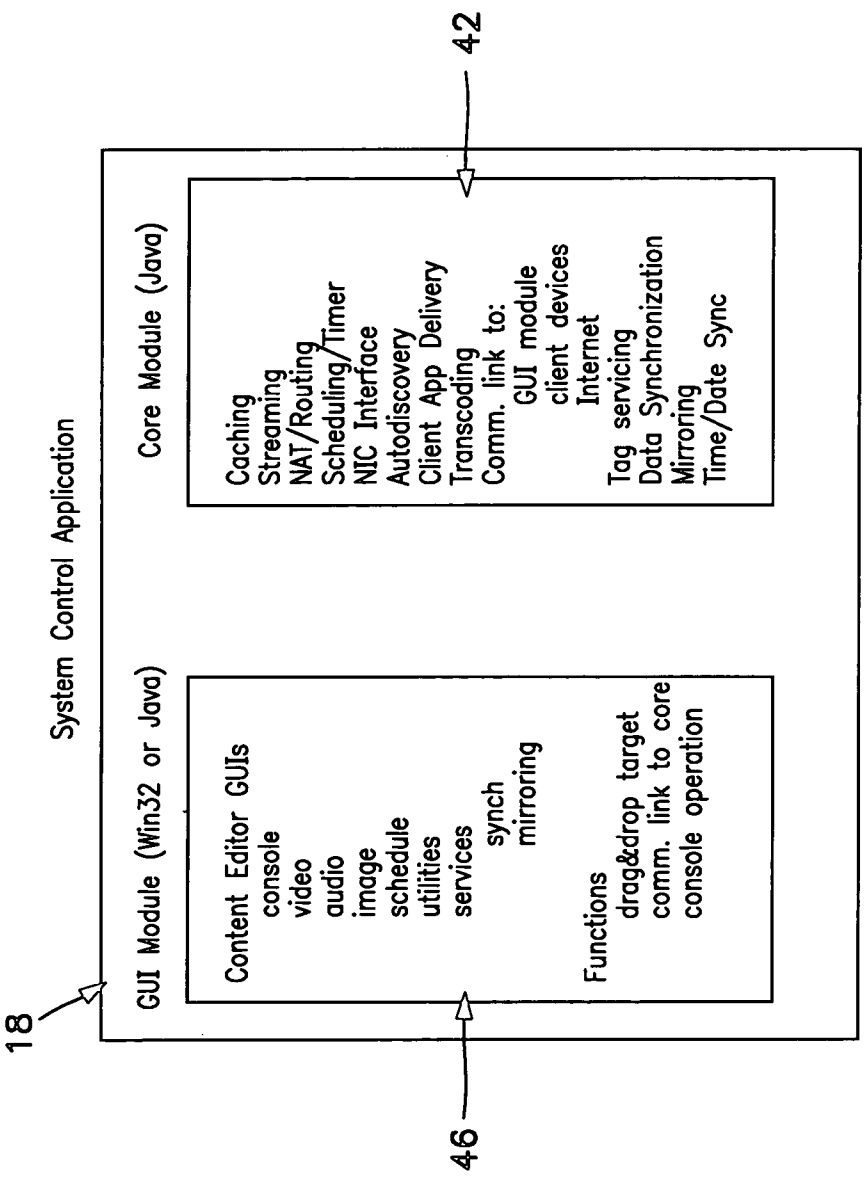 System Control Application
18
GUI Module (Win32 or Java)
Content Editor GUIs
console
video
audio
image
schedule
utilities
services
synch
mirroring
Functions
drag&drop target
comm. link to core
console operation
46
Core Module (Java)
Caching
Streaming
NAT/Routing
Scheduling/Timer
NIC Interface
Autodiscovery
Client App Delivery
Transcoding
Comm. link to:
GUI module
client devices
Internet
Tag servicing
Data Synchronization
Mirroring
Time/Date Sync
42